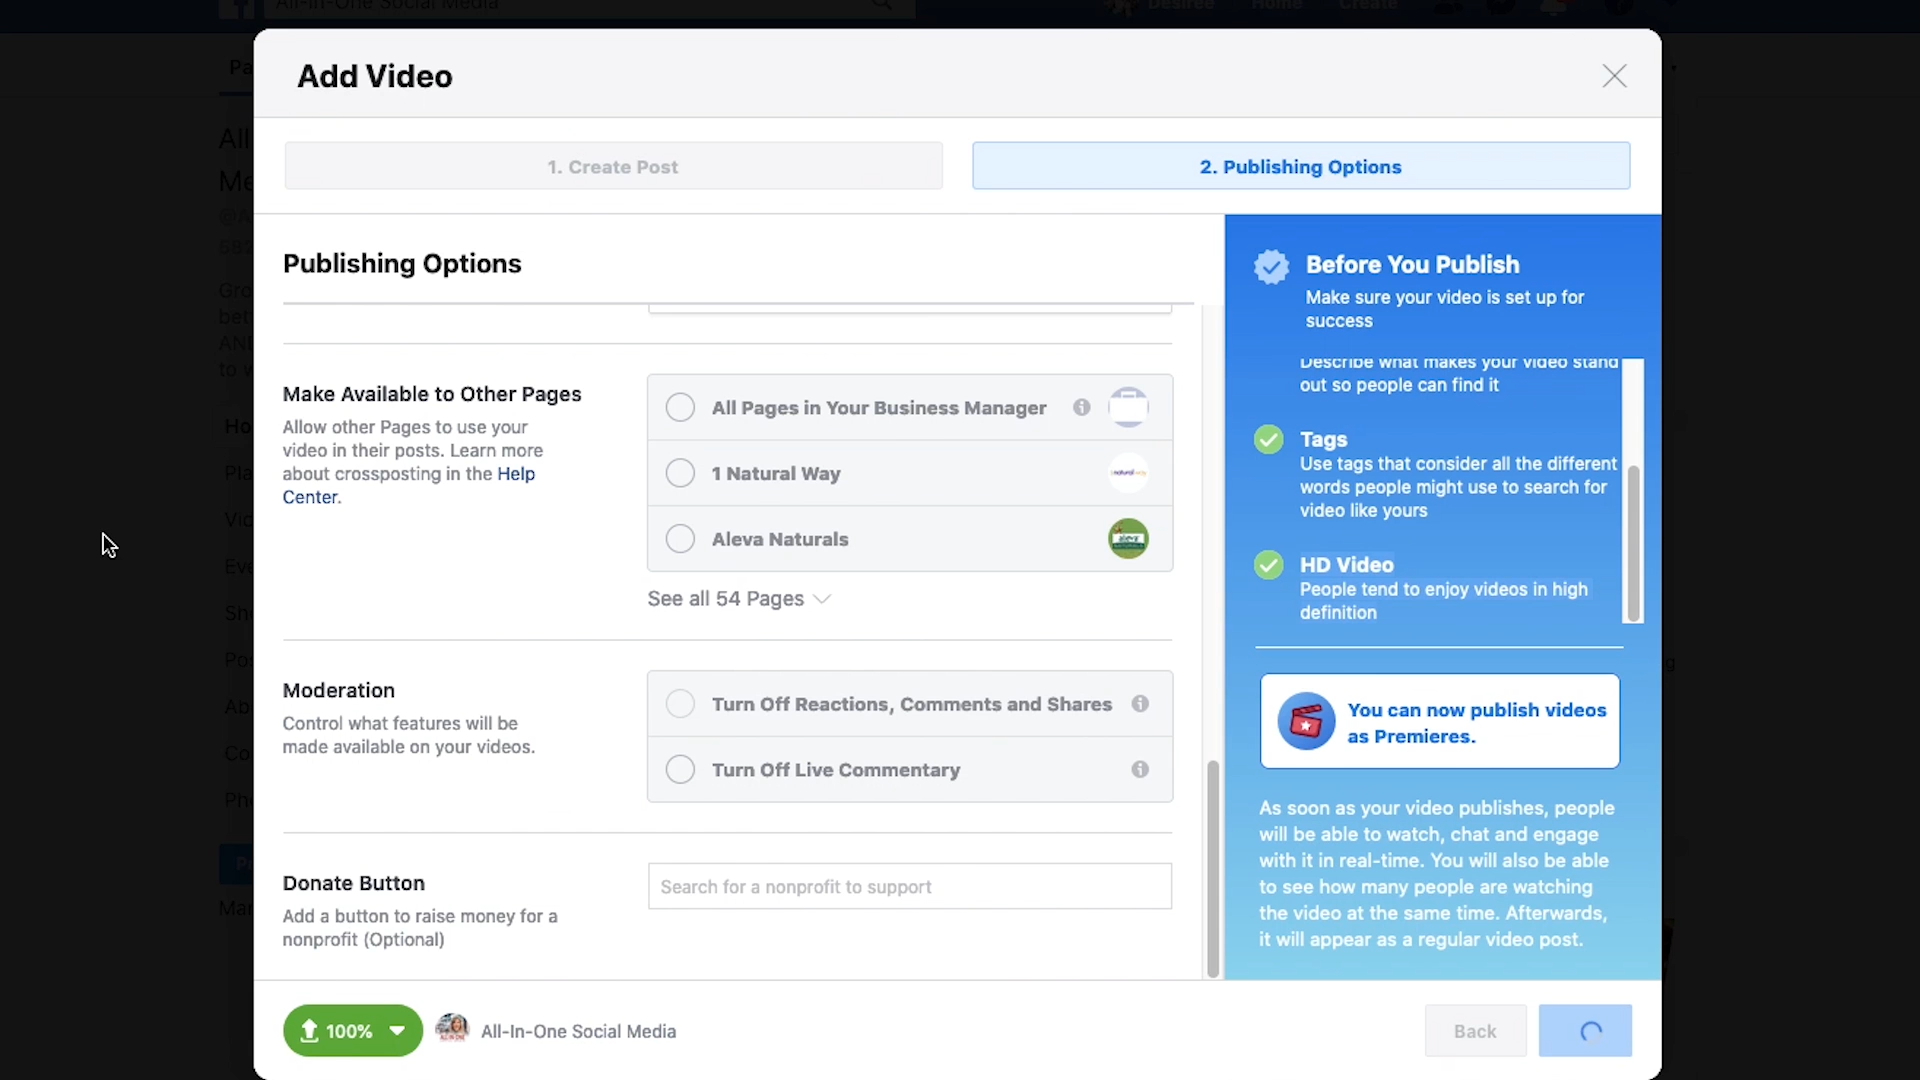 All-In-One Social Media
Desiree
Home
Create
Add Video
1. Create Post
2. Publishing Options
Publishing Options
Make Available to Other Pages
Allow other Pages to use your
video in their posts. Learn more
about crossposting in the Help
Center.
All Pages in Your Business Manager
1 Natural Way
Aleva Naturals
See all 54 Pages
Moderation
Control what features will be
made available on your videos.
Turn Off Reactions, Comments and Shares
Turn Off Live Commentary
Donate Button
Add a button to raise money for a
nonprofit (Optional)
Search for a nonprofit to support
Before You Publish
Make sure your video is set up for
success
Describe what makes your video stand
out so people can find it
Tags
Use tags that consider all the different
words people might use to search for
video like yours
HD Video
People tend to enjoy videos in high
definition
You can now publish videos
as Premieres.
As soon as your video publishes, people
will be able to watch, chat and engage
with it in real-time. You will also be able
to see how many people are watching
the video at the same time. Afterwards,
it will appear as a regular video post.
100%
All-In-One Social Media
Back